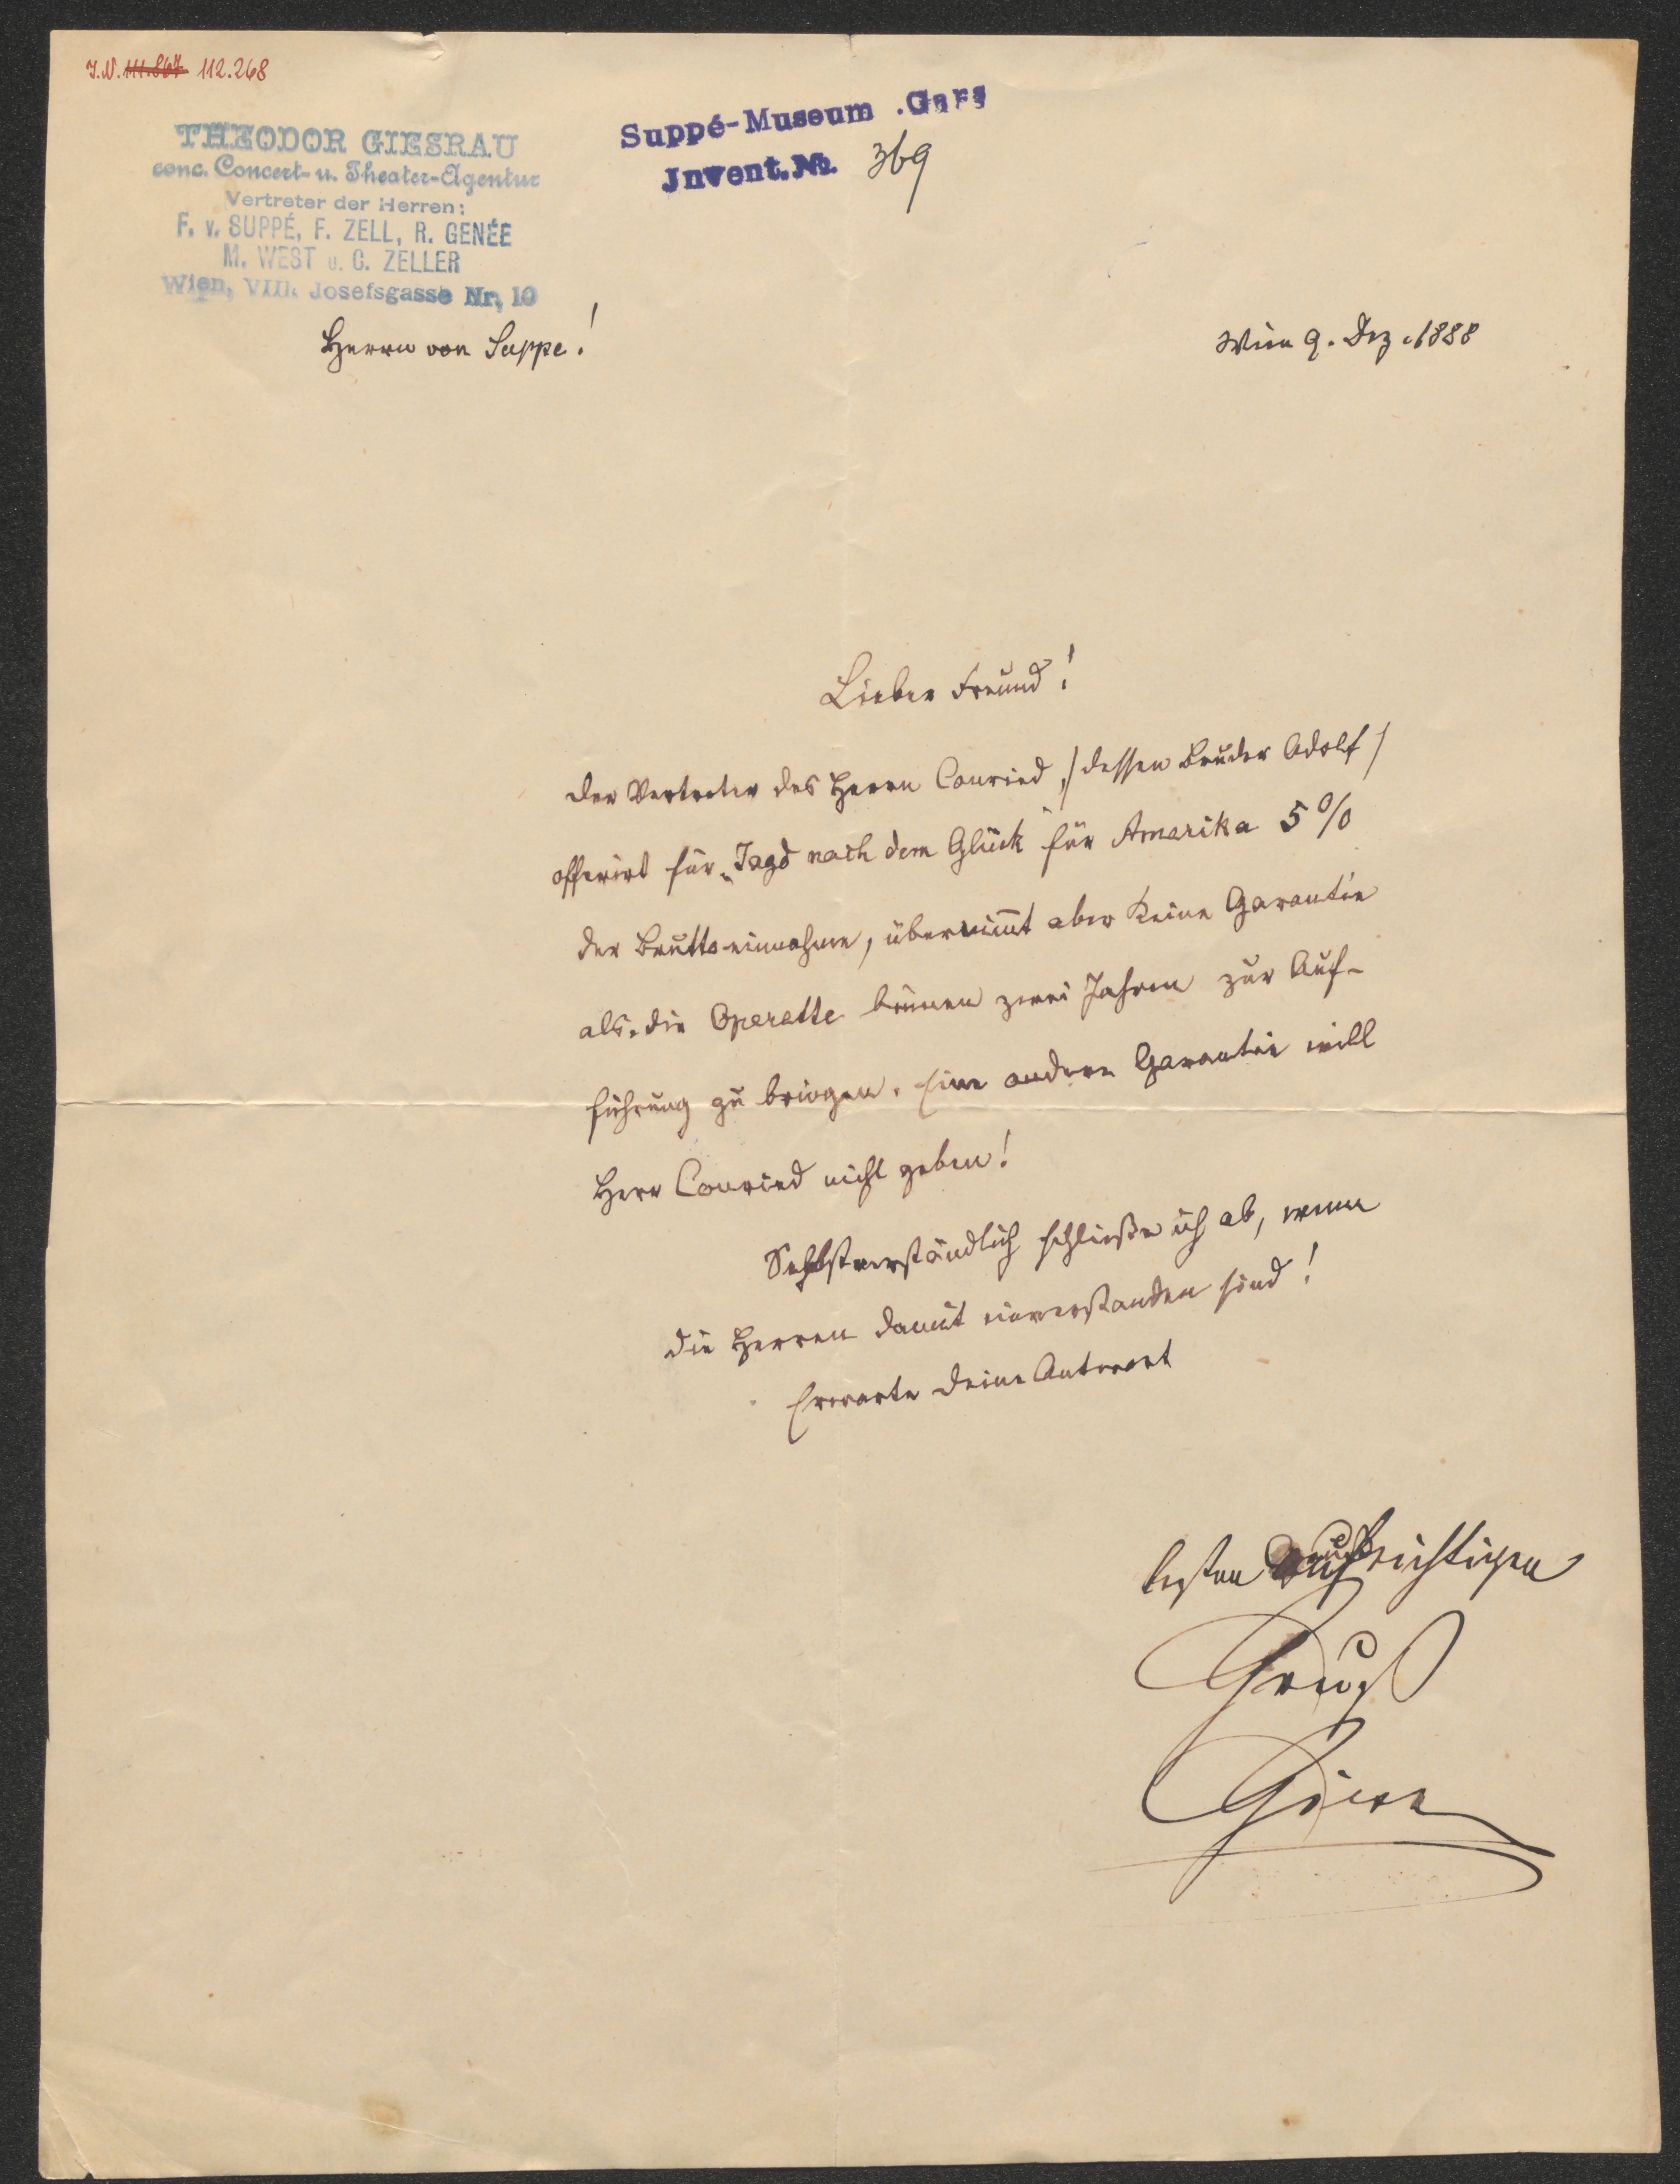 I.N. 111.867 112.268
THEODOR GIESRAU
conc. Concert- u. Theater-Agentur
Vertreter der Herren:
F. v. SUPPÉ, F. ZELL, R. GENÉE
M. WEST u. C. ZELLER
Wien, VIII. Josefsgasse Nr. 10
Suppé-Museum Gars
Invent. No. 369
Herrn von Suppe!
Wien 9. Dez. 1888
Lieber Freund!
Der Vertreter des Herrn Conried, /dessen Bruder Adolf/
offerirt für „Jagd nach dem Glück" für Amerika 5%
der Bruttoeinnahme, übernimmt aber keine Garantie
als, die Operette binnen zwei Jahren zur Auf-
führung zu bringen. Eine andere Garantie will
Herr Conried nicht geben!
Selbstverständlich schließe ich ab, wenn
die Herren damit einverstanden sind!
Erwarte Deine Antwort
besten aufrichtigen
Gruß